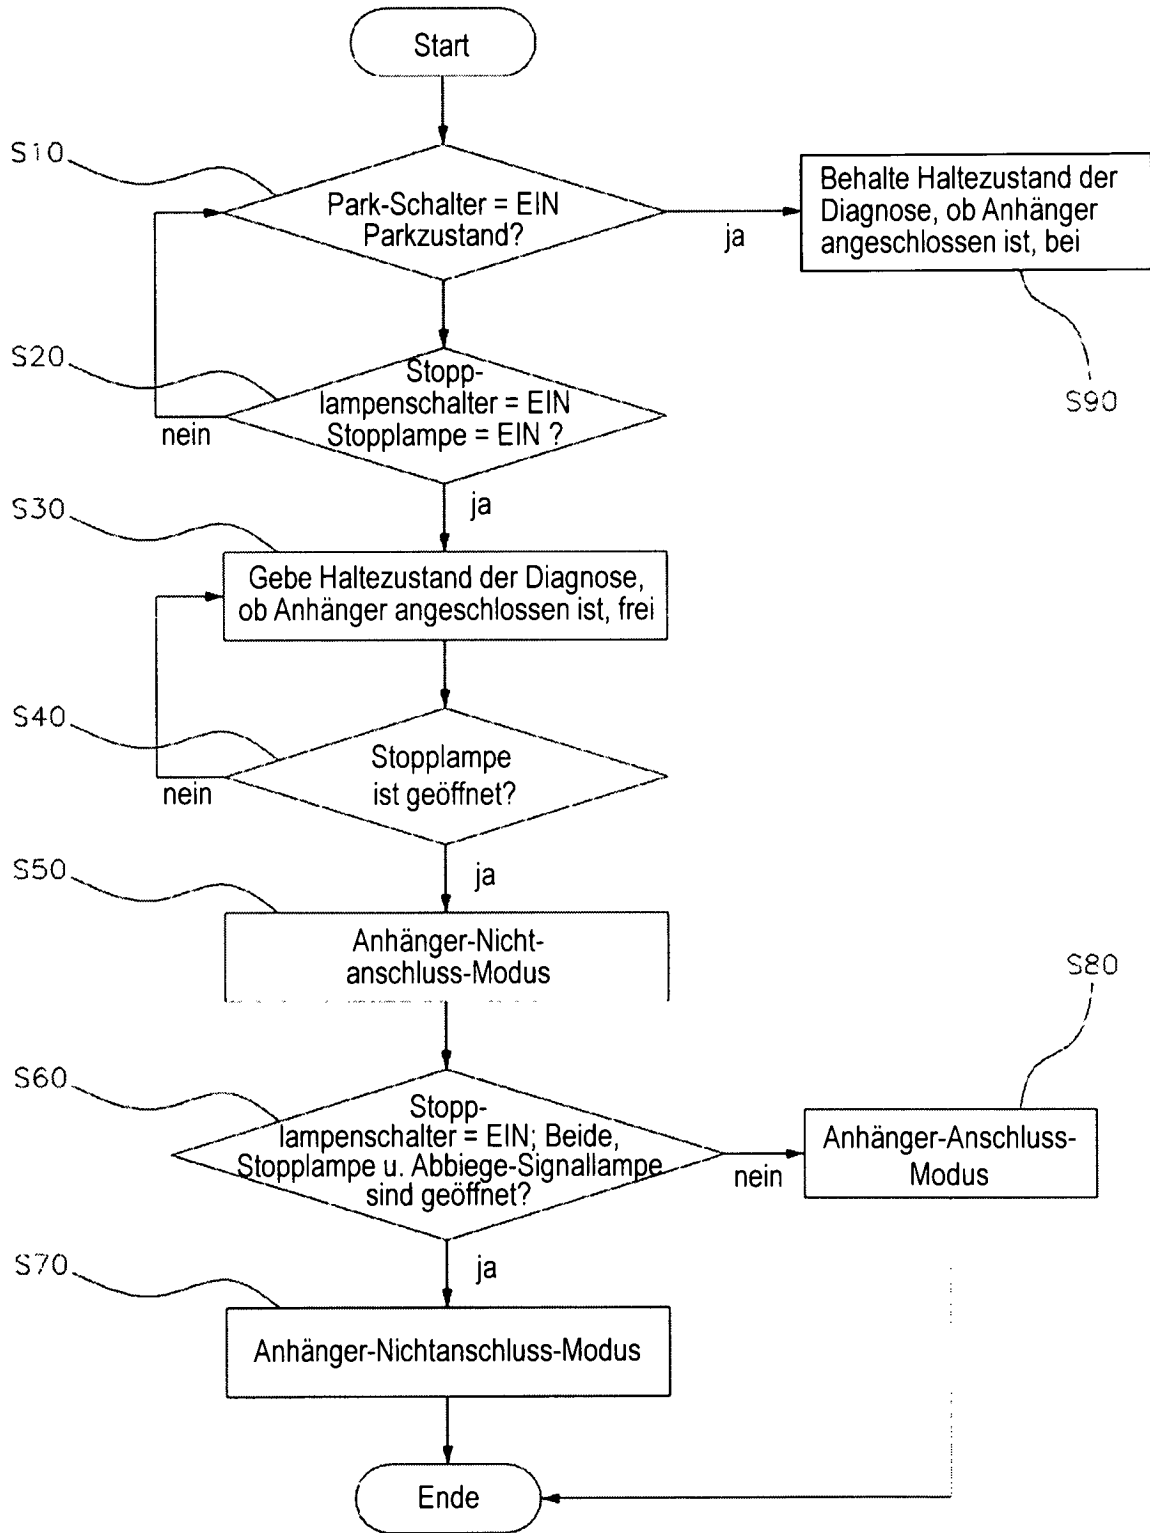 Start
S10
Park-Schalter = EIN
Parkzustand?
ja
Behalte Haltezustand der
Diagnose, ob Anhänger
angeschlossen ist, bei
S90
S20
Stopp-
lampenschalter = EIN
Stopplampe = EIN ?
nein
ja
S30
Gebe Haltezustand der Diagnose,
ob Anhänger angeschlossen ist, frei
S40
Stopplampe
ist geöffnet?
nein
ja
S50
Anhänger-Nicht-
anschluss-Modus
S60
Stopp-
lampenschalter = EIN; Beide,
Stopplampe u. Abbiege-Signallampe
sind geöffnet?
nein
S80
Anhänger-Anschluss-
Modus
ja
S70
Anhänger-Nichtanschluss-Modus
Ende